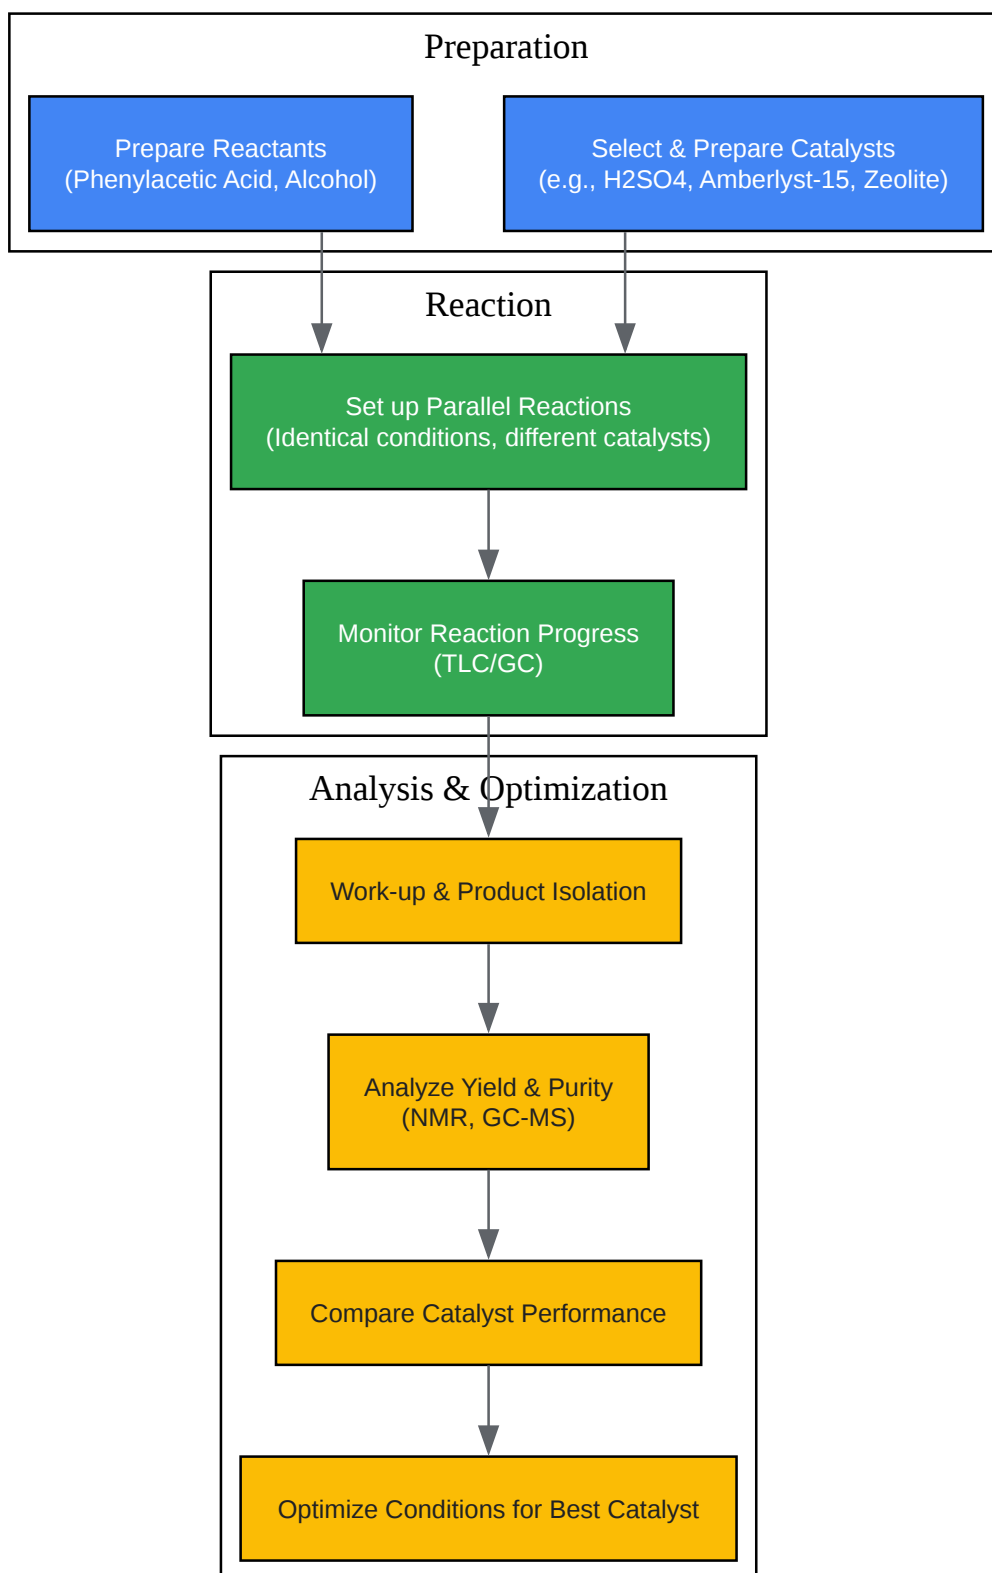 Preparation
Prepare Reactants
(Phenylacetic Acid, Alcohol)
Select & Prepare Catalysts
(e.g., H2SO4, Amberlyst-15, Zeolite)
Reaction
Set up Parallel Reactions
(Identical conditions, different catalysts)
Monitor Reaction Progress
(TLC/GC)
Analysis & Optimization
Work-up & Product Isolation
Analyze Yield & Purity
(NMR, GC-MS)
Compare Catalyst Performance
Optimize Conditions for Best Catalyst